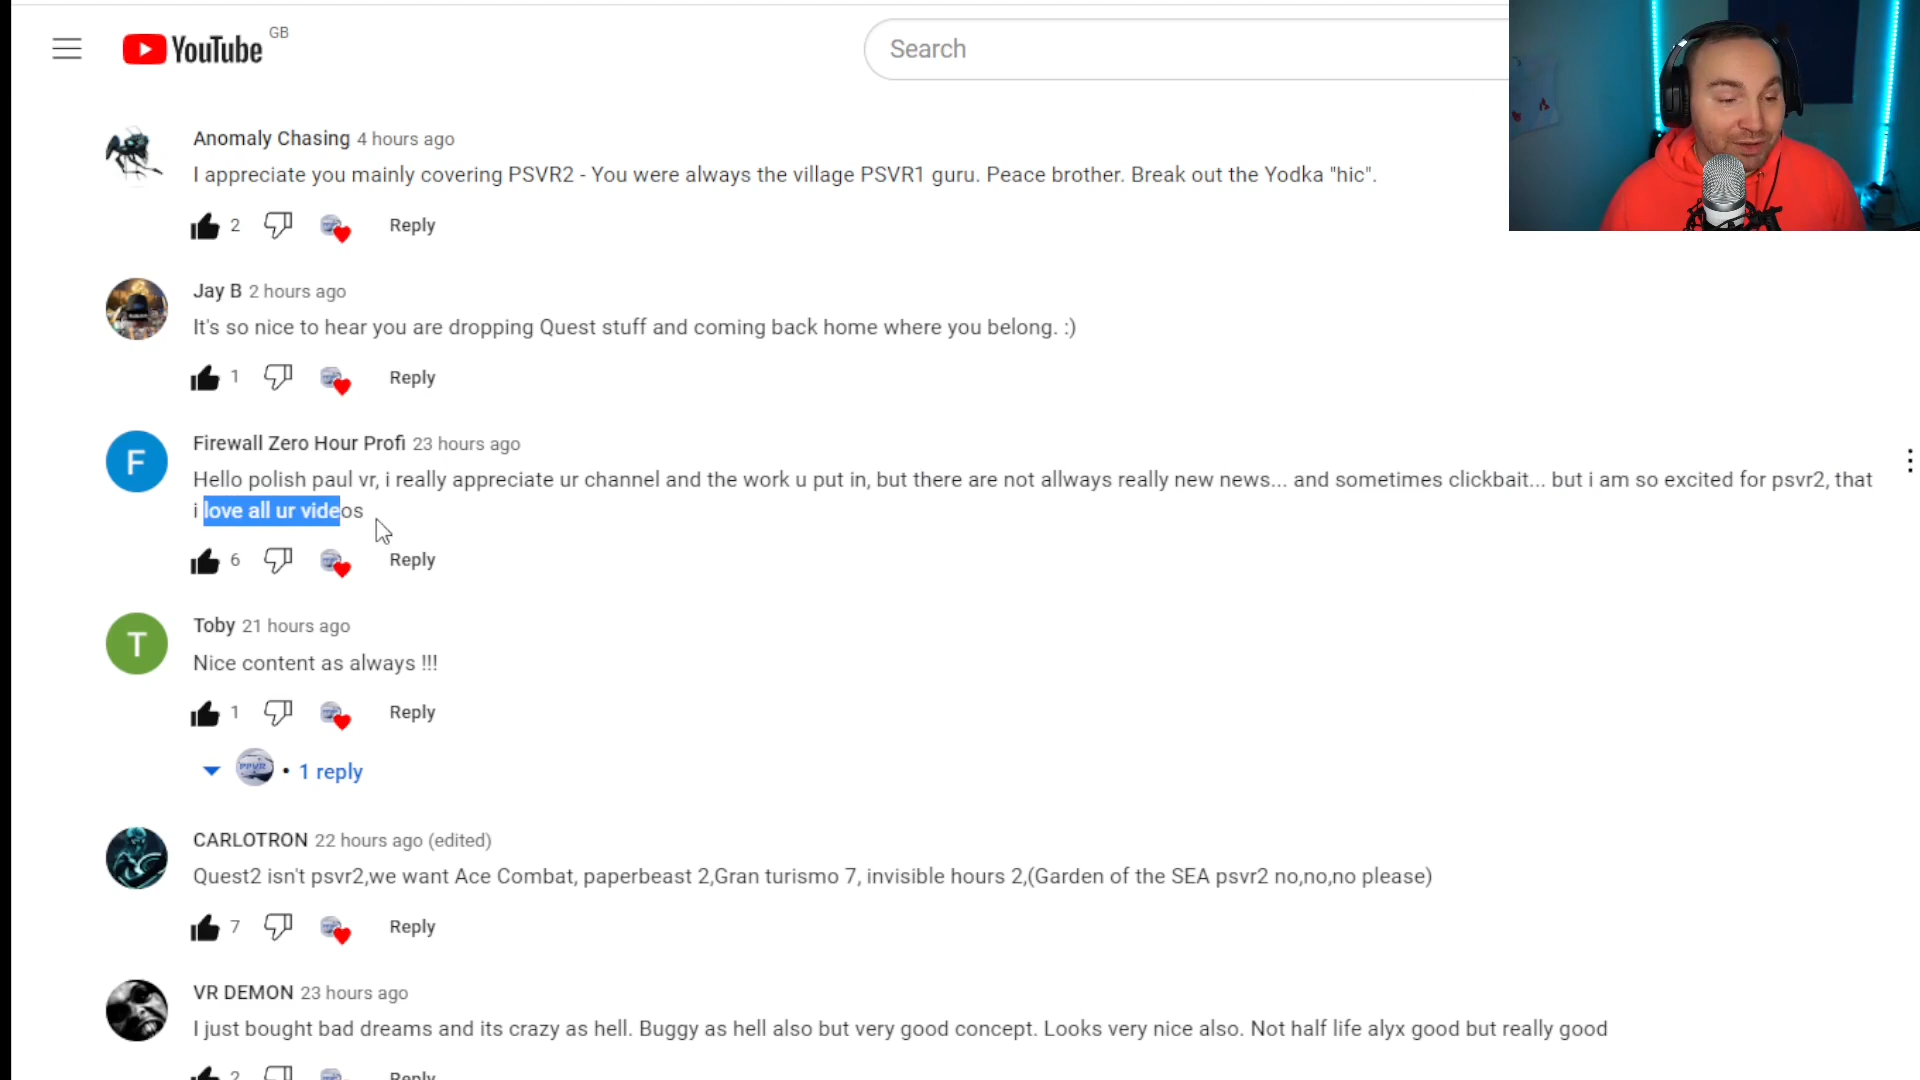 YouTube GB
Search
Anomaly Chasing 4 hours ago
I appreciate you mainly covering PSVR2 - You were always the village PSVR1 guru. Peace brother. Break out the Yodka "hic".
2 Reply
Jay B 2 hours ago
It's so nice to hear you are dropping Quest stuff and coming back home where you belong. :)
1 Reply
F
Firewall Zero Hour Profi 23 hours ago
Hello polish paul vr, i really appreciate ur channel and the work u put in, but there are not allways really new news... and sometimes clickbait... but i am so excited for psvr2, that
i love all ur videos
6 Reply
T
Toby 21 hours ago
Nice content as always !!!
1 Reply
PPVR • 1 reply
CARLOTRON 22 hours ago (edited)
Quest2 isn't psvr2,we want Ace Combat, paperbeast 2,Gran turismo 7, invisible hours 2,(Garden of the SEA psvr2 no,no,no please)
7 Reply
VR DEMON 23 hours ago
I just bought bad dreams and its crazy as hell. Buggy as hell also but very good concept. Looks very nice also. Not half life alyx good but really good
2 Reply